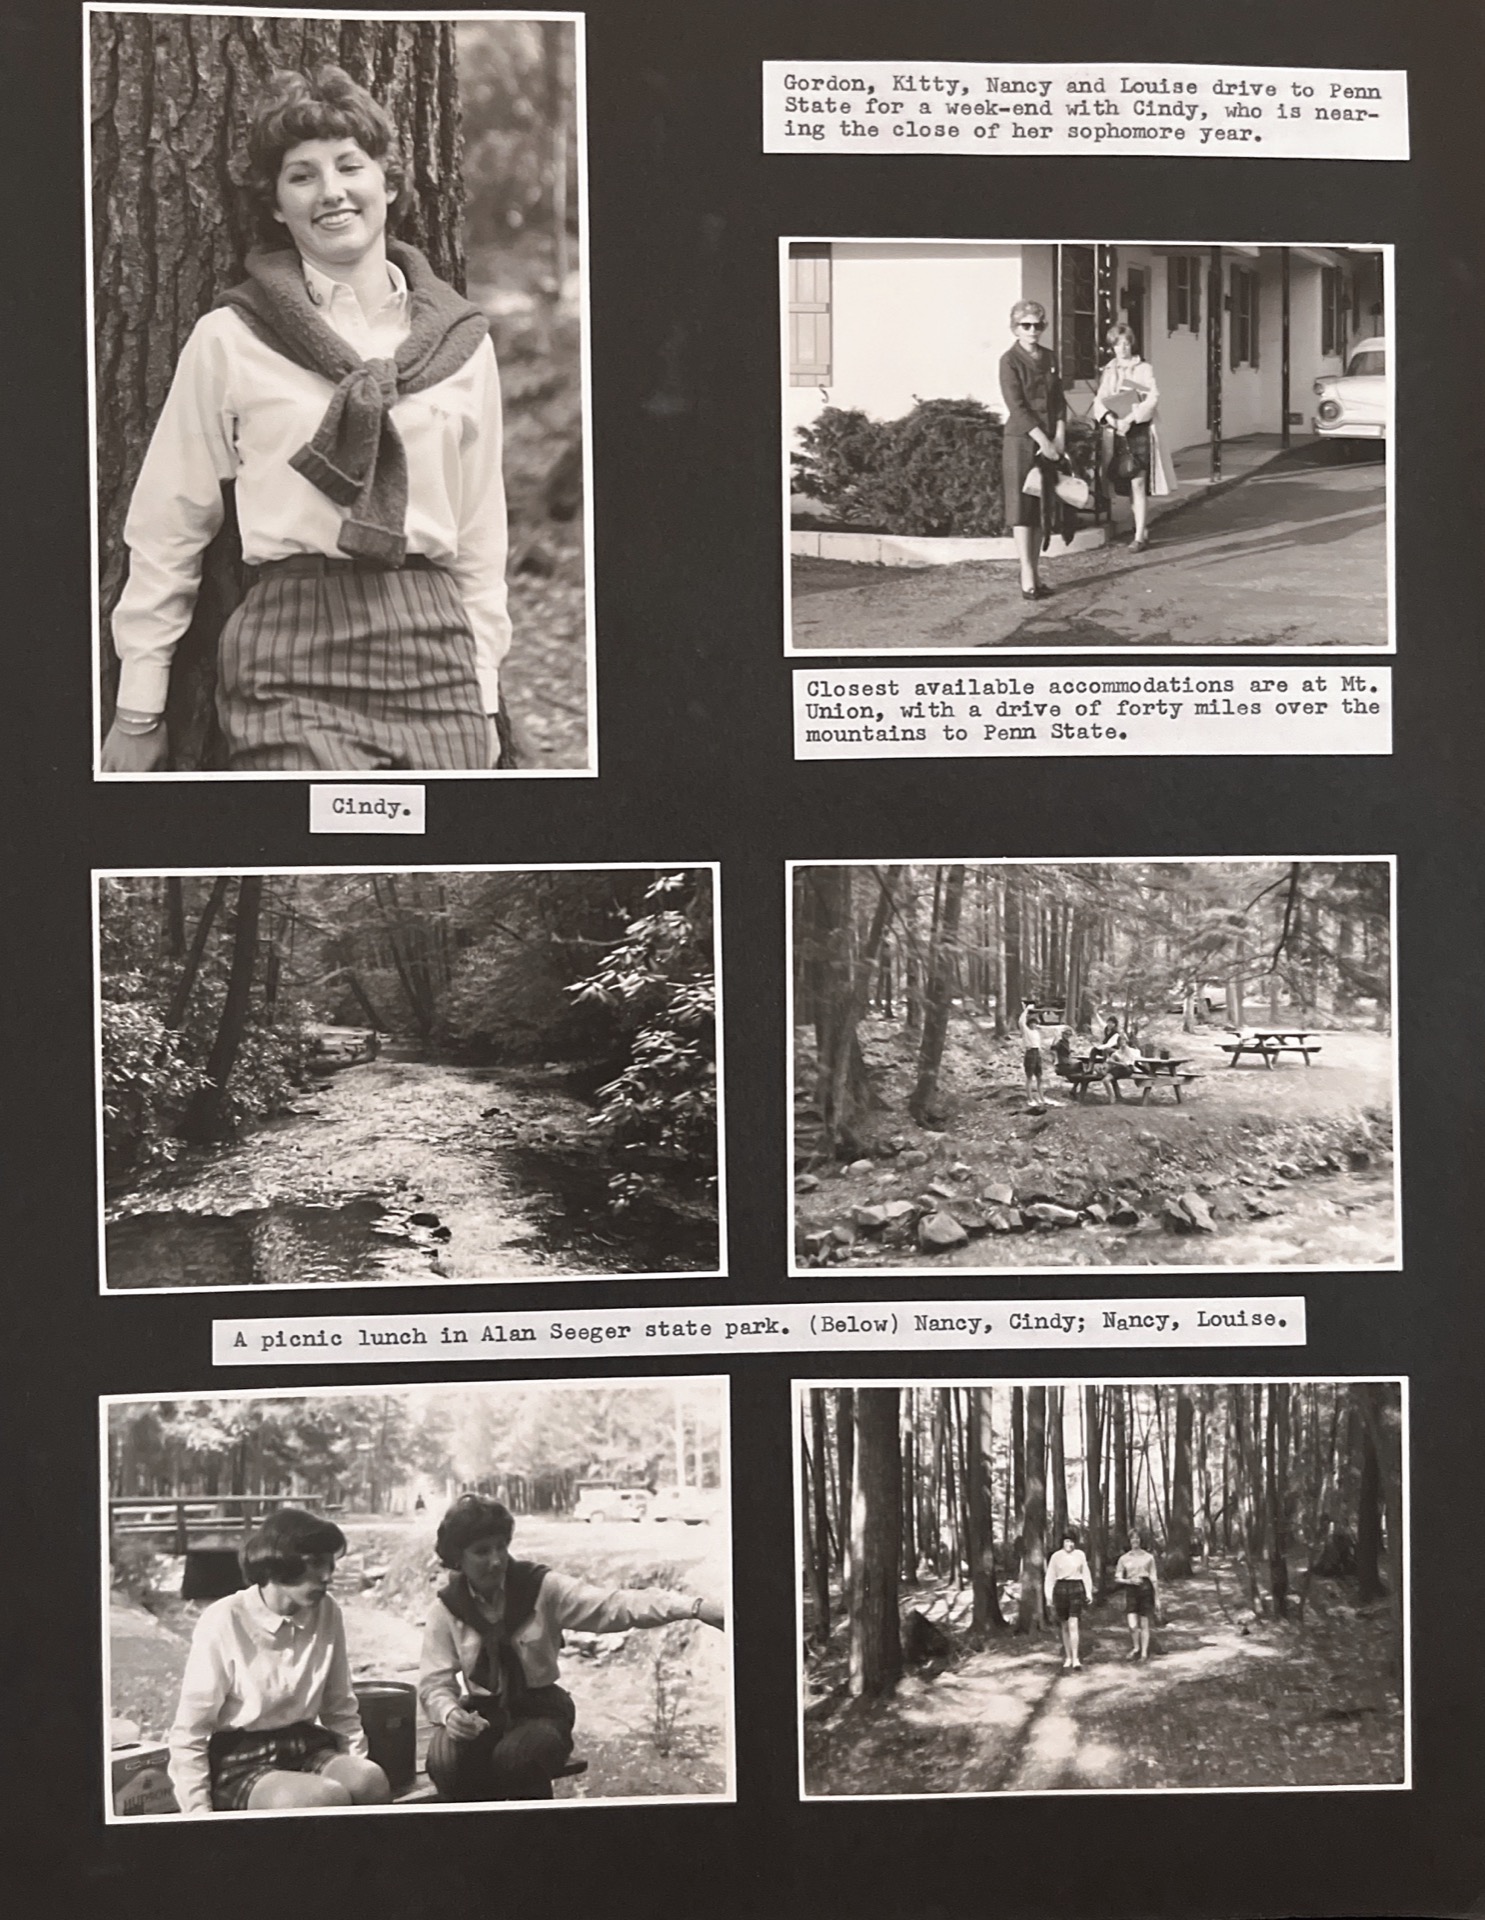 Gordon, Kitty, Nancy and Louise drive to Penn
State for a week-end with Cindy, who is near-
ing the close of her sophomore year.
Closest available accommodations are at Mt.
Union, with a drive of forty miles over the
mountains to Penn State.
Cindy.
A picnic lunch in Alan Seeger state park. (Below) Nancy, Cindy; Nancy, Louise.
HUDSON